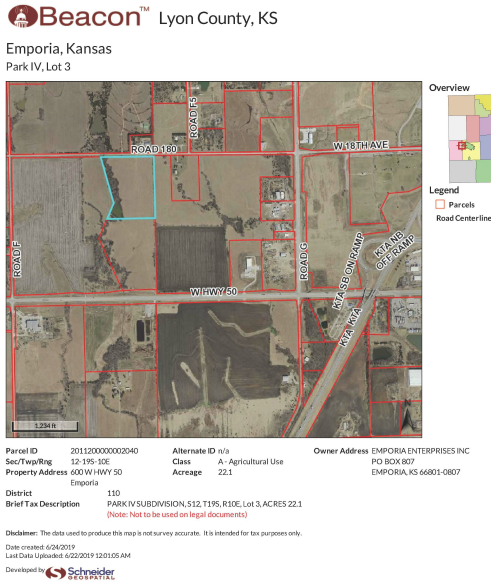 Beacon™ Lyon County, KS
Emporia, Kansas
Park IV, Lot 3
Overview
ROAD F5
ROAD 180
W 18TH AVE
Legend
Parcels
Road Centerline
ROAD F
ROAD G
KTA SB ON RAMP
KTA NB OFF RAMP
W HWY 50
KTA KTA
1,234 ft
Parcel ID 2011200000002040 Alternate ID n/a Owner Address EMPORIA ENTERPRISES INC
Sec/Twp/Rng 12-19S-10E Class A - Agricultural Use PO BOX 807
Property Address 600 W HWY 50 Acreage 22.1 EMPORIA, KS 66801-0807
Emporia
District 110
Brief Tax Description PARK IV SUBDIVISION, S12, T19S, R10E, Lot 3, ACRES 22.1
(Note: Not to be used on legal documents)
Disclaimer: The data used to produce this map is not survey accurate. It is intended for tax purposes only.
Date created: 6/24/2019
Last Data Uploaded: 6/22/2019 12:01:05 AM
Developed by Schneider
GEOSPATIAL